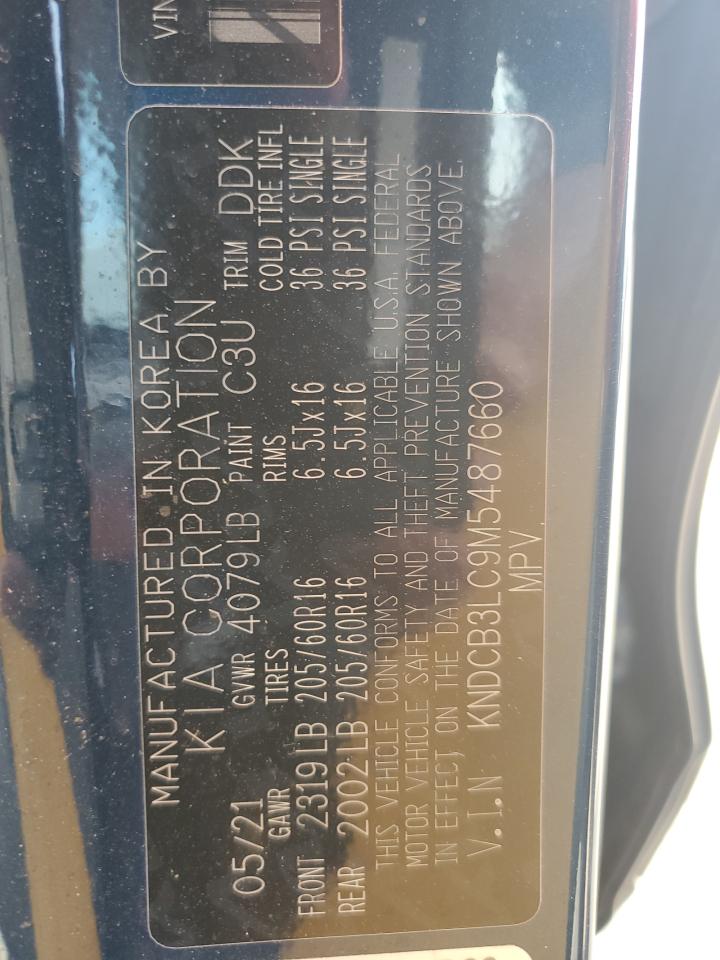 VIN
MANUFACTURED IN KOREA BY
KIA CORPORATION
05/21 GVWR 4079LB PAINT C3U TRIM DDK
GAWR TIRES RIMS COLD TIRE INFL
FRONT 2319LB 205/60R16 6.5Jx16 36 PSI SINGLE
REAR 2002LB 205/60R16 6.5Jx16 36 PSI SINGLE
THIS VEHICLE CONFORMS TO ALL APPLICABLE U.S.A. FEDERAL
MOTOR VEHICLE SAFETY AND THEFT PREVENTION STANDARDS
IN EFFECT ON THE DATE OF MANUFACTURE SHOWN ABOVE.
V.I.N KNDCB3LC9M5487660
MPV